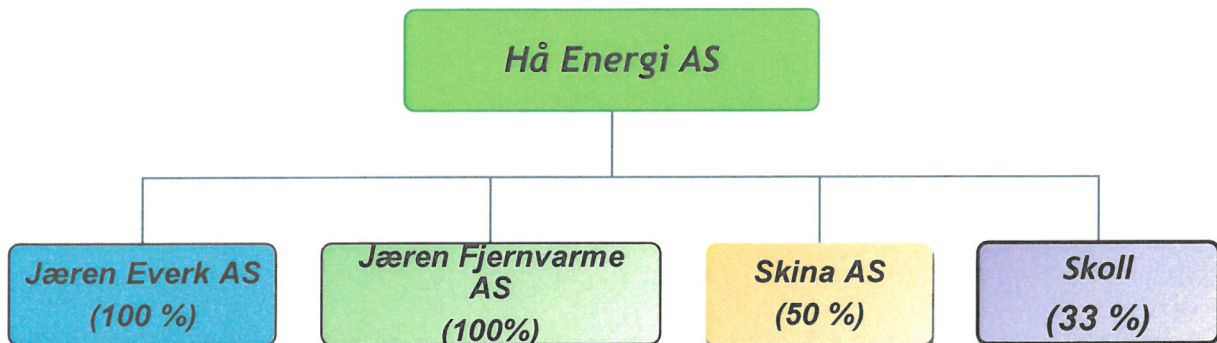 Hå Energi AS
Jæren Everk AS
(100 %)
Jæren Fjernvarme
AS
(100%)
Skina AS
(50 %)
Skoll
(33 %)